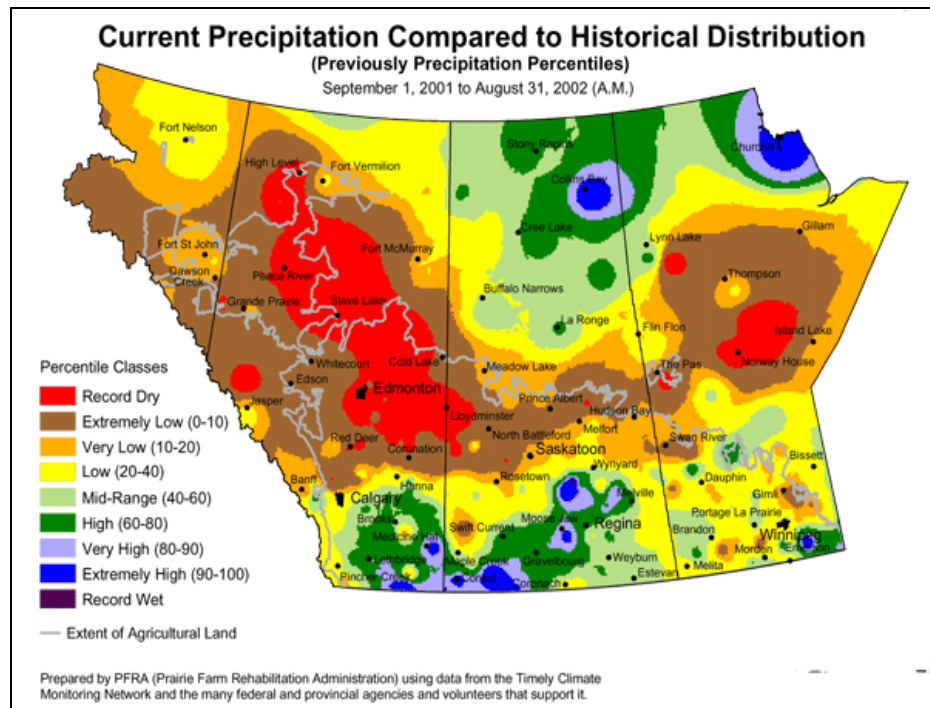 Current Precipitation Compared to Historical Distribution
(Previously Precipitation Percentiles)
September 1, 2001 to August 31, 2002 (A.M.)
Fort Nelson
High Level
Fort Vermilion
Stony Rapids
Churchill
Collins Bay
Cree Lake
Lynn Lake
Gillam
Fort St John
Fort McMurray
Dawson
Creek
Peace River
Thompson
Grande Prairie
Slave Lake
Buffalo Narrows
La Ronge
Flin Flon
Island Lake
Whitecourt
Cold Lake
Meadow Lake
The Pas
Norway House
Edson
Edmonton
Jasper
Lloydminster
Prince Albert
Hudson Bay
Melfort
North Battleford
Red Deer
Coronation
Saskatoon
Swan River
Bissett
Wynyard
Banff
Hanna
Rosetown
Dauphin
Gimli
Calgary
Melville
Portage La Prairie
Brooks
Swift Current
Moose Jaw
Regina
Brandon
Winnipeg
Medicine Hat
Morden
Emerson
Lethbridge
Maple Creek
Gravelbourg
Weyburn
Melita
Pincher Creek
Consul
Coronach
Estevan
Percentile Classes
Record Dry
Extremely Low (0-10)
Very Low (10-20)
Low (20-40)
Mid-Range (40-60)
High (60-80)
Very High (80-90)
Extremely High (90-100)
Record Wet
Extent of Agricultural Land
Prepared by PFRA (Prairie Farm Rehabilitation Administration) using data from the Timely Climate
Monitoring Network and the many federal and provincial agencies and volunteers that support it.